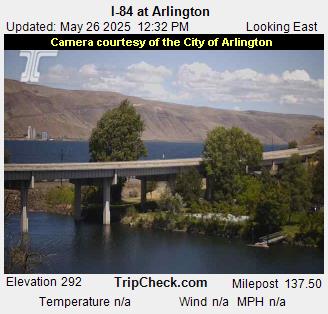 I-84 at Arlington
Updated: May 26 2025 12:32 PM Looking East
Camera courtesy of the City of Arlington
Elevation 292 TripCheck.com Milepost 137.50
Temperature n/a Wind n/a MPH n/a